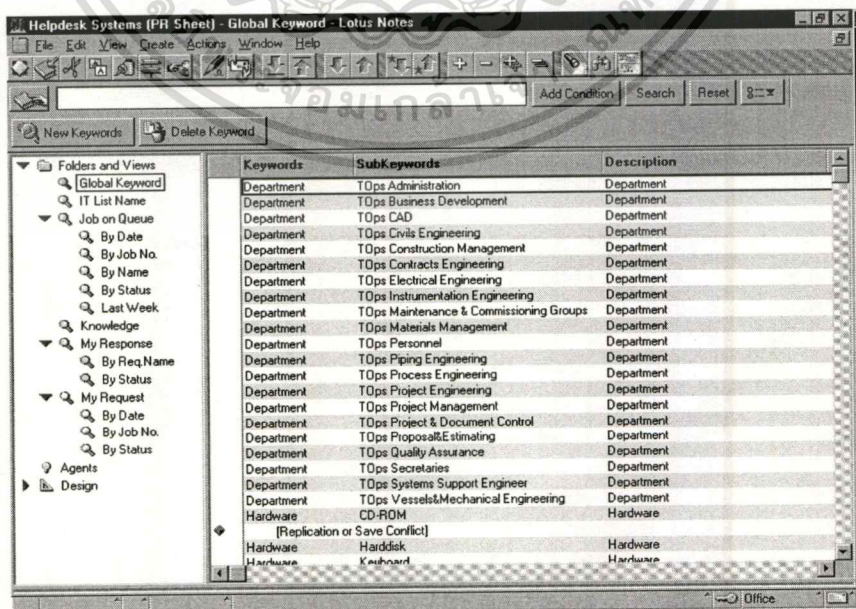 Helpdesk Systems (PR Sheet) - Global Keyword - Lotus Notes
File Edit View Create Actions Window Help
Add Condition Search Reset
New Keywords Delete Keyword
Folders and Views
Global Keyword
IT List Name
Job on Queue
By Date
By Job No.
By Name
By Status
Last Week
Knowledge
My Response
By Req.Name
By Status
My Request
By Date
By Job No.
By Status
Agents
Design
Keywords SubKeywords Description
Department TOps Administration Department
Department TOps Business Development Department
Department TOps CAD Department
Department TOps Civils Engineering Department
Department TOps Construction Management Department
Department TOps Contracts Engineering Department
Department TOps Electrical Engineering Department
Department TOps Instrumentation Engineering Department
Department TOps Maintenance & Commissioning Groups Department
Department TOps Materials Management Department
Department TOps Personnel Department
Department TOps Piping Engineering Department
Department TOps Process Engineering Department
Department TOps Project Engineering Department
Department TOps Project Management Department
Department TOps Project & Document Control Department
Department TOps Proposal&Estimating Department
Department TOps Quality Assurance Department
Department TOps Secretaries Department
Department TOps Systems Support Engineer Department
Department TOps Vessels&Mechanical Engineering Department
Hardware CD-ROM Hardware
[Replication or Save Conflict]
Hardware Harddisk Hardware
Hardware Keyboard Hardware
Office